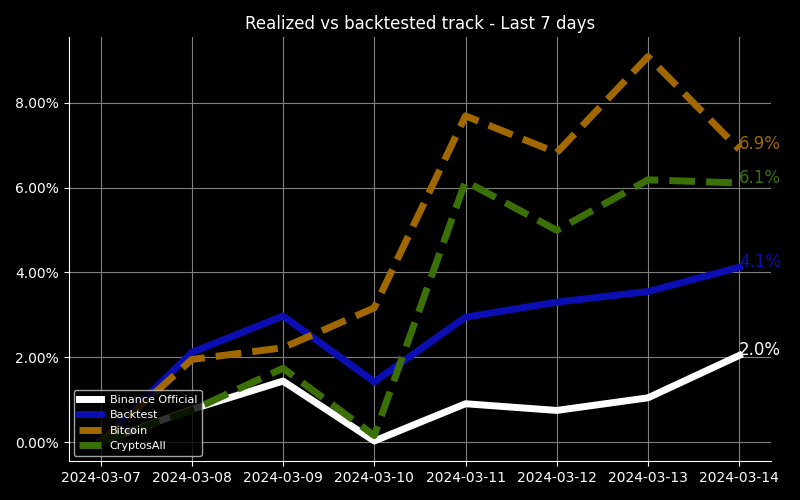 Realized vs backtested track - Last 7 days
8.00%
6.00%
4.00%
2.00%
0.00%
6.9%
6.1%
4.1%
2.0%
Binance Official
Backtest
Bitcoin
CryptosAll
2024-03-07 2024-03-08 2024-03-09 2024-03-10 2024-03-11 2024-03-12 2024-03-13 2024-03-14